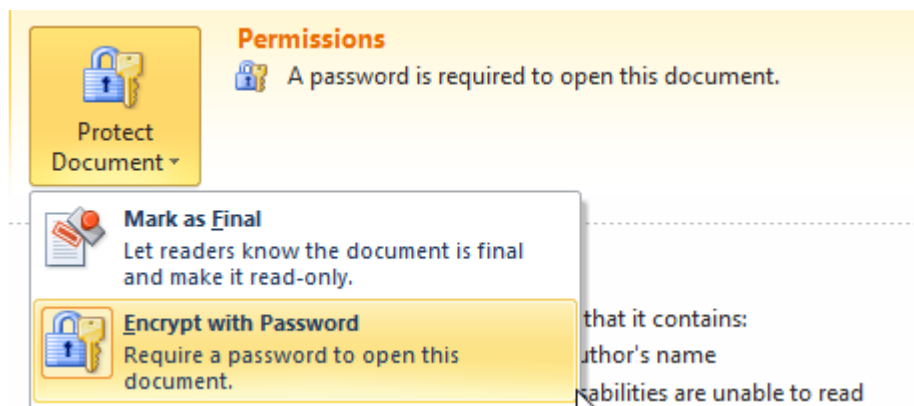 Permissions
A password is required to open this document.
Protect
Document
Mark as Final
Let readers know the document is final
and make it read-only.
Encrypt with Password
Require a password to open this
document.
that it contains:
uthor's name
abilities are unable to read